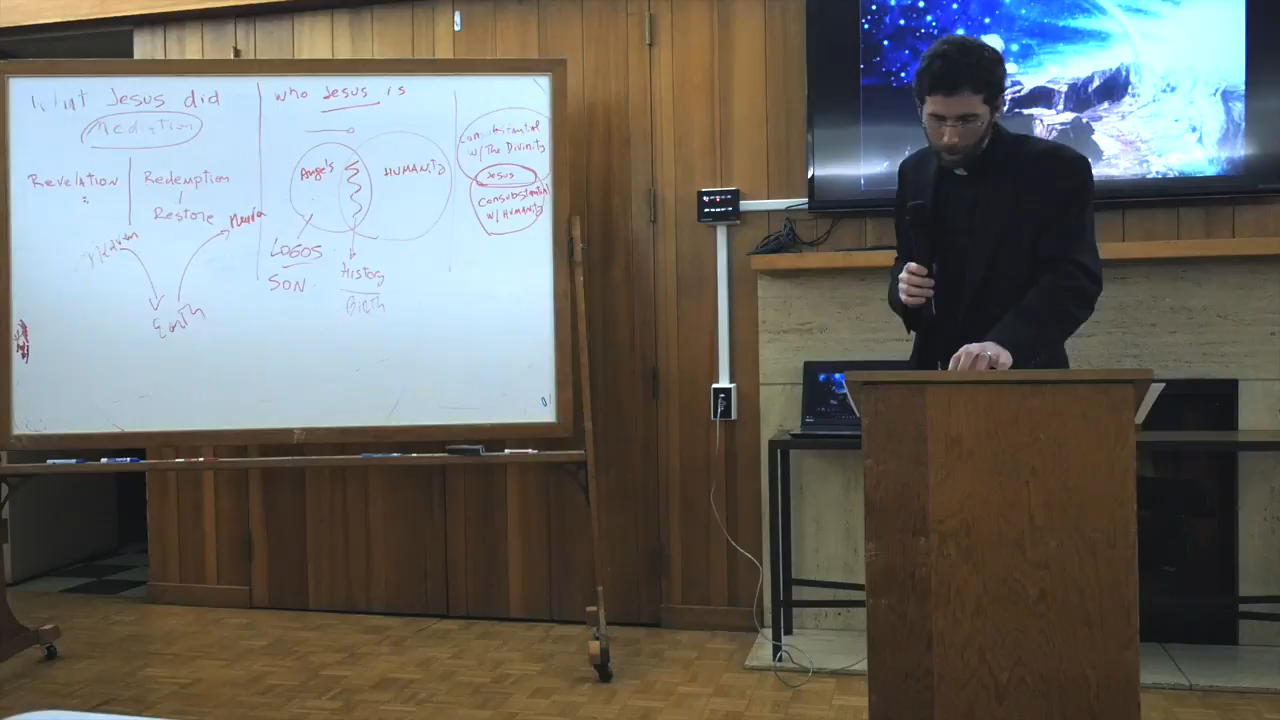 What Jesus did
Mediation
Revelation
Redemption
Restore
Heaven
Earth
who Jesus is
Angels
HUMANITY
LOGOS
SON
History
Birth
Consubstantial
w/ The Divinity
Jesus
Consubstantial
w/ HUMANITY